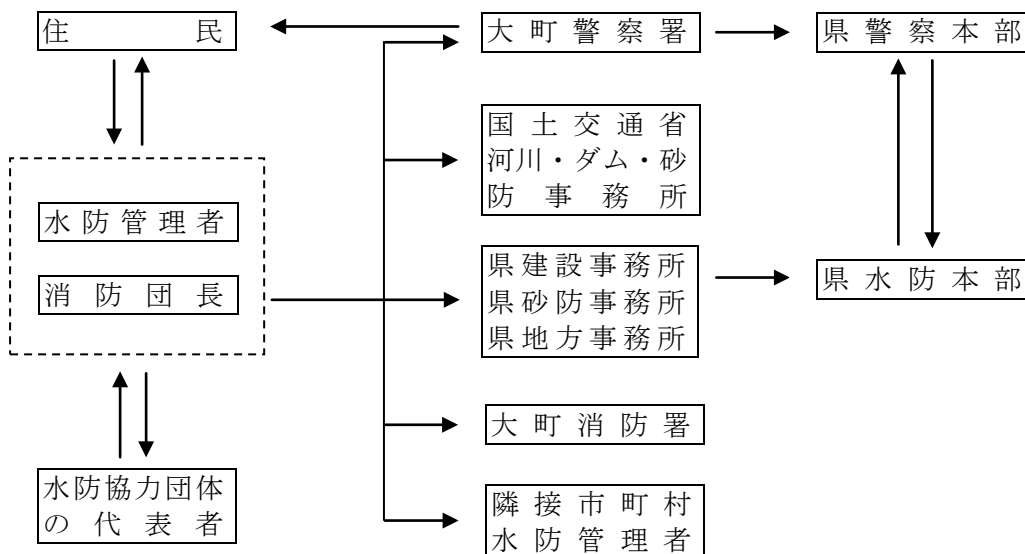 住民
大町警察署
県警察本部
国土交通省
河川・ダム・砂
防事務所
水防管理者
消防団長
県建設事務所
県砂防事務所
県地方事務所
県水防本部
大町消防署
水防協力団体
の代表者
隣接市町村
水防管理者